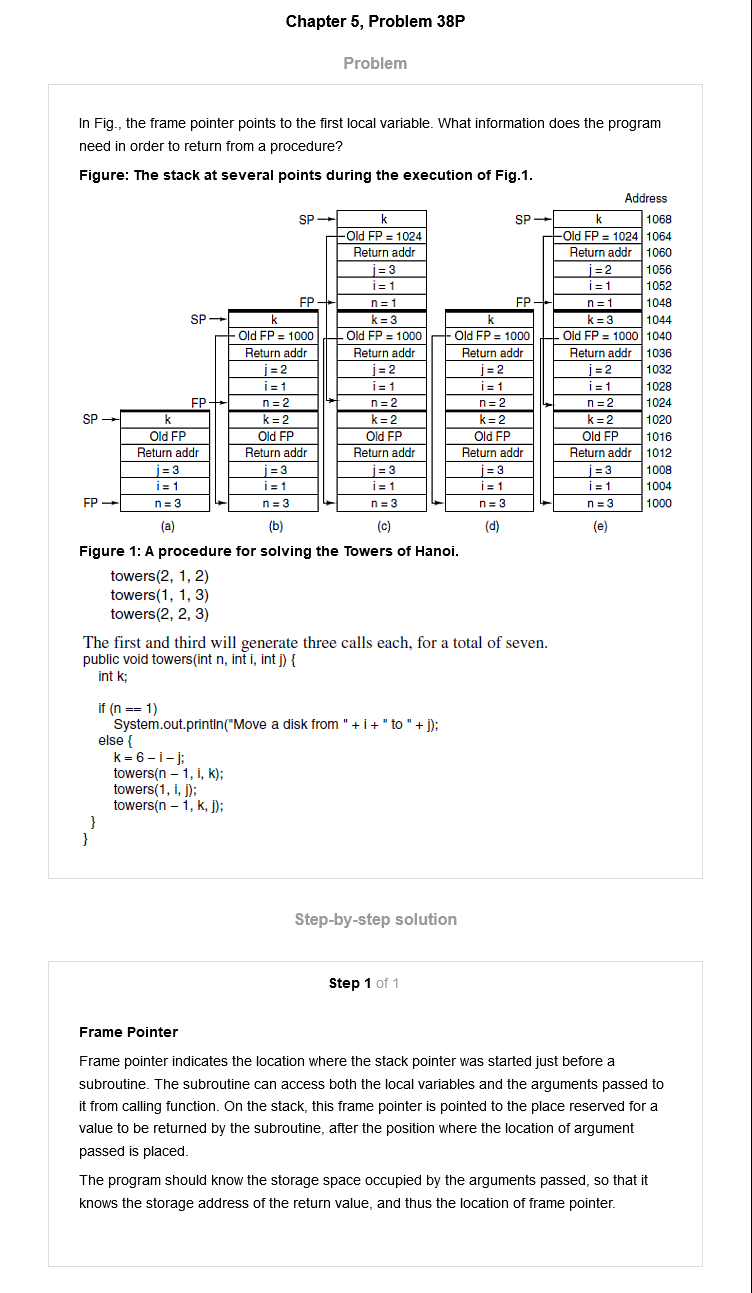 Chapter 5, Problem 38P
Problem
In Fig., the frame pointer points to the first local variable. What information does the program
need in order to return from a procedure?
Figure: The stack at several points during the execution of Fig.1.
Address
SP k SP k 1068
Old FP = 1024 Old FP = 1024 1064
Return addr Return addr 1060
j = 3 j = 2 1056
i = 1 i = 1 1052
FP n = 1 FP n = 1 1048
SP k k = 3 k k = 3 1044
Old FP = 1000 Old FP = 1000 Old FP = 1000 Old FP = 1000 1040
Return addr Return addr Return addr Return addr 1036
j = 2 j = 2 j = 2 j = 2 1032
i = 1 i = 1 i = 1 i = 1 1028
FP n = 2 n = 2 n = 2 n = 2 1024
SP k k = 2 k = 2 k = 2 k = 2 1020
Old FP Old FP Old FP Old FP Old FP 1016
Return addr Return addr Return addr Return addr Return addr 1012
j = 3 j = 3 j = 3 j = 3 j = 3 1008
i = 1 i = 1 i = 1 i = 1 i = 1 1004
FP n = 3 n = 3 n = 3 n = 3 n = 3 1000
(a) (b) (c) (d) (e)
Figure 1: A procedure for solving the Towers of Hanoi.
towers(2, 1, 2)
towers(1, 1, 3)
towers(2, 2, 3)
The first and third will generate three calls each, for a total of seven.
public void towers(int n, int i, int j) {
int k;
if (n == 1)
System.out.println("Move a disk from " + i + " to " + j);
else {
k = 6 – i – j;
towers(n – 1, i, k);
towers(1, i, j);
towers(n – 1, k, j);
}
}
Step-by-step solution
Step 1 of 1
Frame Pointer
Frame pointer indicates the location where the stack pointer was started just before a
subroutine. The subroutine can access both the local variables and the arguments passed to
it from calling function. On the stack, this frame pointer is pointed to the place reserved for a
value to be returned by the subroutine, after the position where the location of argument
passed is placed.
The program should know the storage space occupied by the arguments passed, so that it
knows the storage address of the return value, and thus the location of frame pointer.